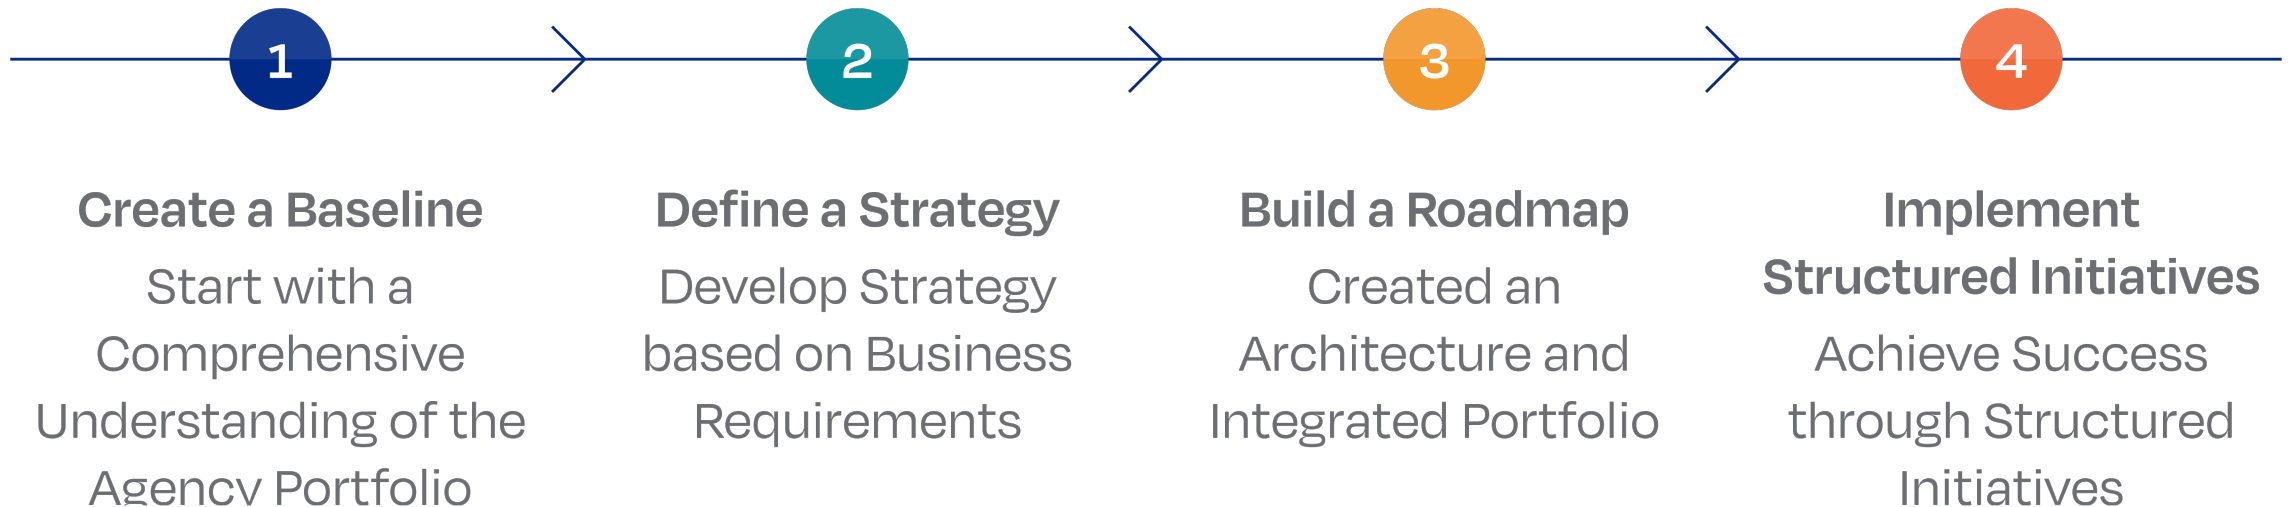 1
2
3
4
Create a Baseline
Start with a
Comprehensive
Understanding of the
Agency Portfolio
Define a Strategy
Develop Strategy
based on Business
Requirements
Build a Roadmap
Created an
Architecture and
Integrated Portfolio
Implement
Structured Initiatives
Achieve Success
through Structured
Initiatives